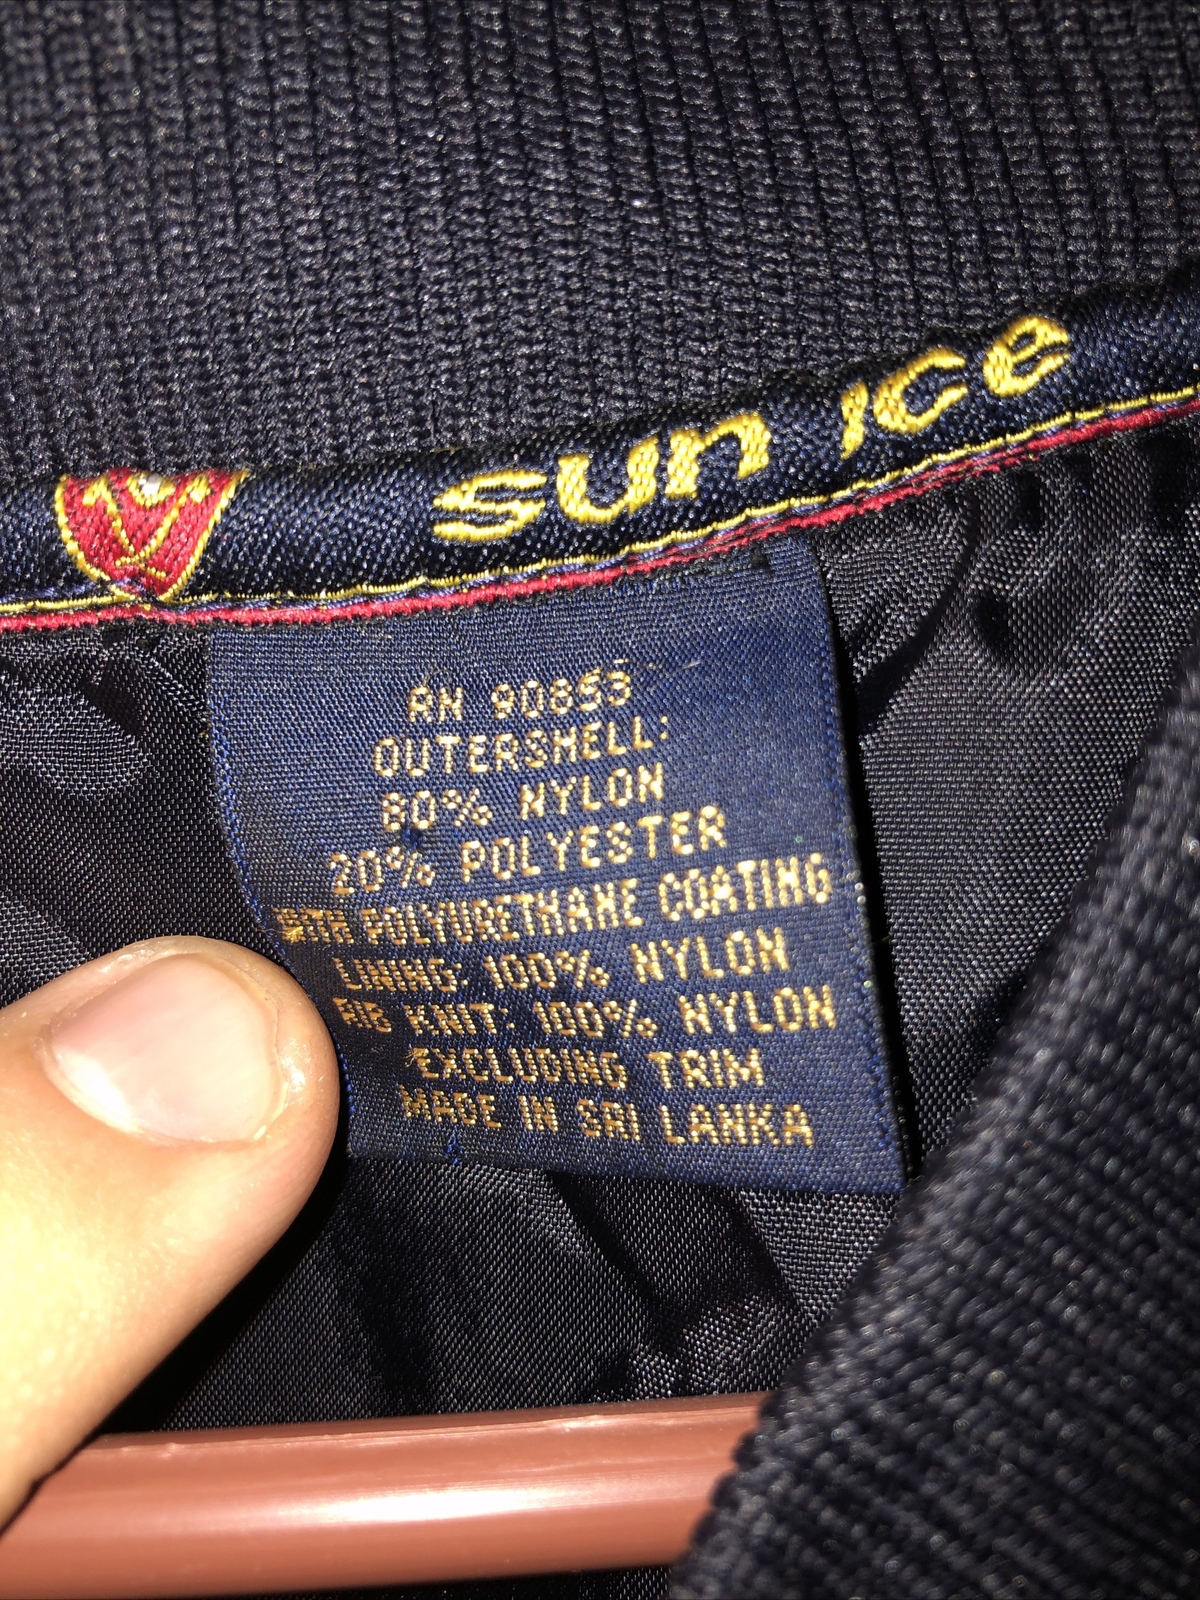 sun ice
RN 90853
OUTERSHELL:
80% NYLON
20% POLYESTER
WITH POLYURETHANE COATING
LINING: 100% NYLON
RIB KNIT: 100% NYLON
EXCLUDING TRIM
MADE IN SRI LANKA